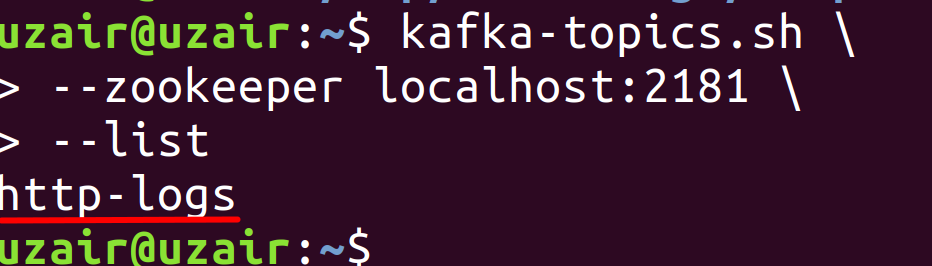 uzair@uzair:~$ kafka-topics.sh \
> --zookeeper localhost:2181 \
> --list
http-logs
uzair@uzair:~$